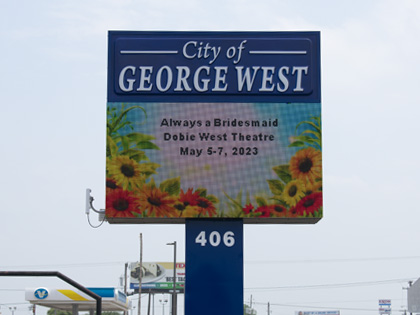 City of
GEORGE WEST
Always a Bridesmaid
Dobie West Theatre
May 5-7, 2023
406